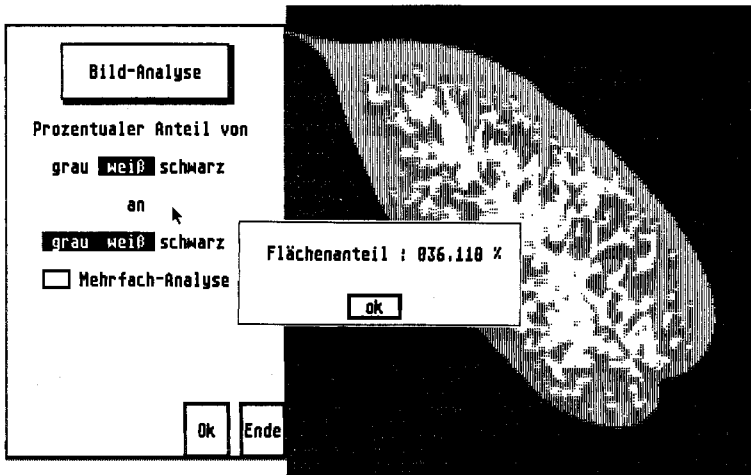 Bild-Analyse
Prozentualer Anteil von
grau weiß schwarz
an
grau weiß schwarz
Mehrfach-Analyse
Flächenanteil : 036.110 %
ok
Ok Ende